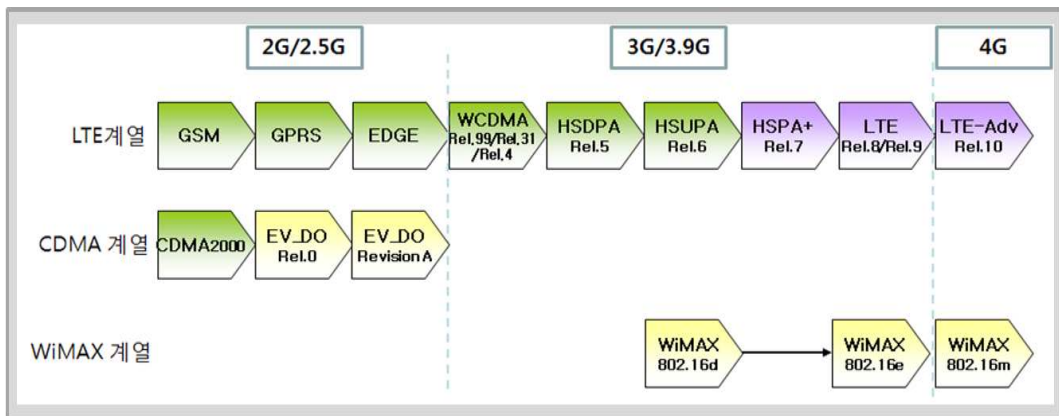 2G/2.5G
3G/3.9G
4G
LTE계열
GSM
GPRS
EDGE
WCDMA
Rel.99/Rel.31
/Rel.4
HSDPA
Rel.5
HSUPA
Rel.6
HSPA+
Rel.7
LTE
Rel.8/Rel.9
LTE-Adv
Rel.10
CDMA 계열
CDMA2000
EV_DO
Rel.0
EV_DO
Revision A
WiMAX 계열
WiMAX
802.16d
WiMAX
802.16e
WiMAX
802.16m